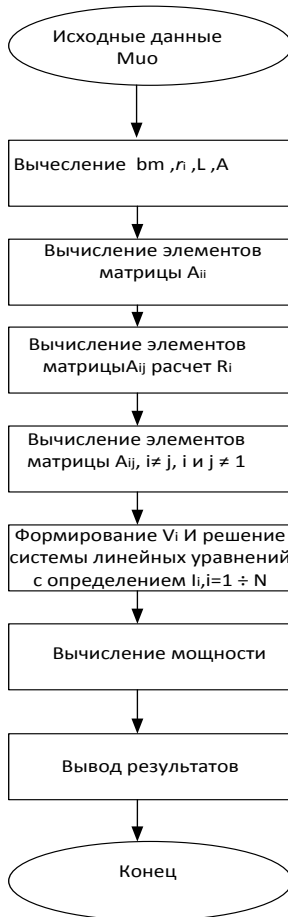 Исходные данные
Muo
Вычесление bm ,rᵢ ,L ,A
Вычисление элементов
матрицы Aᵢᵢ
Вычисление элементов
матрицыAᵢⱼ расчет Rᵢ
Вычисление элементов
матрицы Aᵢⱼ, i≠ j, i и j ≠ 1
Формирование Vᵢ И решение
системы линейных уравнений
с определением Iᵢ,i=1 ÷ N
Вычисление мощности
Вывод результатов
Конец